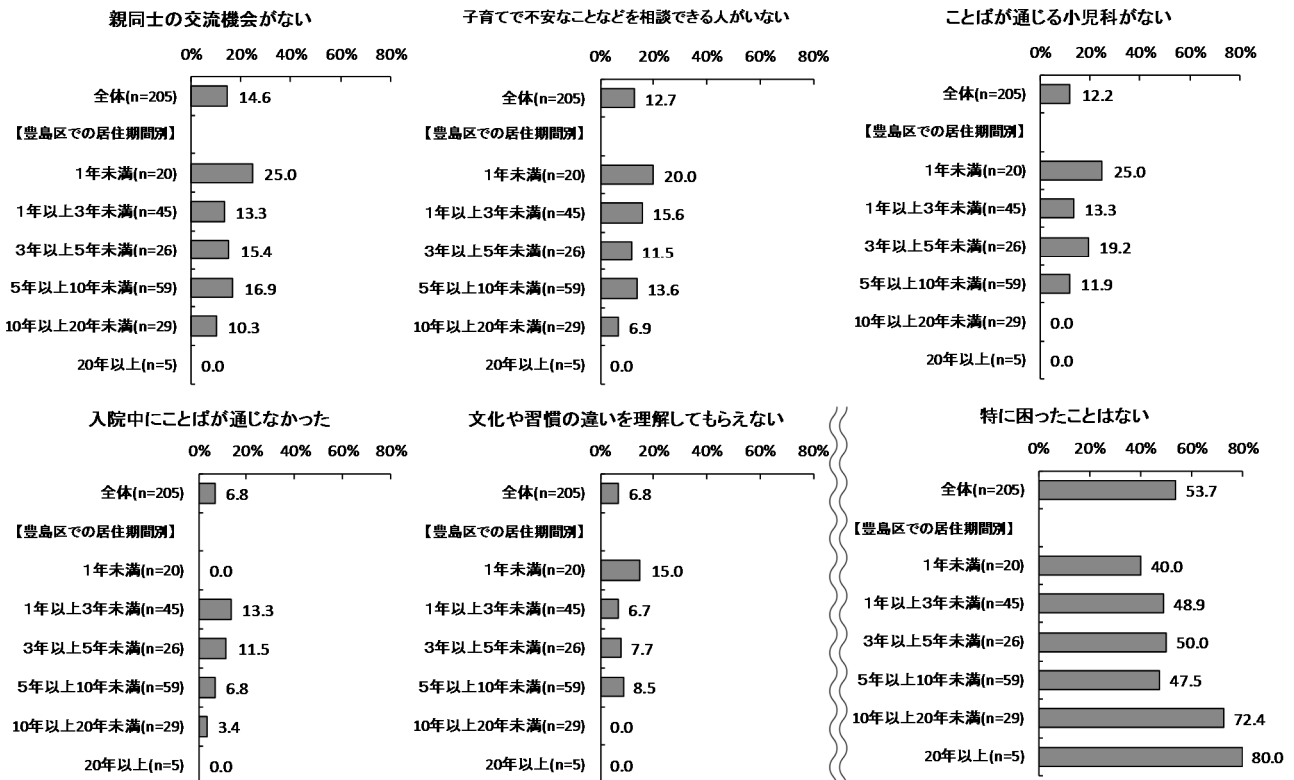 親同士の交流機会がない
0% 20% 40% 60% 80%
全体(n=205) 14.6
【豊島区での居住期間別】
1年未満(n=20) 25.0
1年以上3年未満(n=45) 13.3
3年以上5年未満(n=26) 15.4
5年以上10年未満(n=59) 16.9
10年以上20年未満(n=29) 10.3
20年以上(n=5) 0.0
子育てで不安なことなどを相談できる人がいない
0% 20% 40% 60% 80%
全体(n=205) 12.7
【豊島区での居住期間別】
1年未満(n=20) 20.0
1年以上3年未満(n=45) 15.6
3年以上5年未満(n=26) 11.5
5年以上10年未満(n=59) 13.6
10年以上20年未満(n=29) 6.9
20年以上(n=5) 0.0
ことばが通じる小児科がない
0% 20% 40% 60% 80%
全体(n=205) 12.2
【豊島区での居住期間別】
1年未満(n=20) 25.0
1年以上3年未満(n=45) 13.3
3年以上5年未満(n=26) 19.2
5年以上10年未満(n=59) 11.9
10年以上20年未満(n=29) 0.0
20年以上(n=5) 0.0
入院中にことばが通じなかった
0% 20% 40% 60% 80%
全体(n=205) 6.8
【豊島区での居住期間別】
1年未満(n=20) 0.0
1年以上3年未満(n=45) 13.3
3年以上5年未満(n=26) 11.5
5年以上10年未満(n=59) 6.8
10年以上20年未満(n=29) 3.4
20年以上(n=5) 0.0
文化や習慣の違いを理解してもらえない
0% 20% 40% 60% 80%
全体(n=205) 6.8
【豊島区での居住期間別】
1年未満(n=20) 15.0
1年以上3年未満(n=45) 6.7
3年以上5年未満(n=26) 7.7
5年以上10年未満(n=59) 8.5
10年以上20年未満(n=29) 0.0
20年以上(n=5) 0.0
特に困ったことはない
0% 20% 40% 60% 80%
全体(n=205) 53.7
【豊島区での居住期間別】
1年未満(n=20) 40.0
1年以上3年未満(n=45) 48.9
3年以上5年未満(n=26) 50.0
5年以上10年未満(n=59) 47.5
10年以上20年未満(n=29) 72.4
20年以上(n=5) 80.0